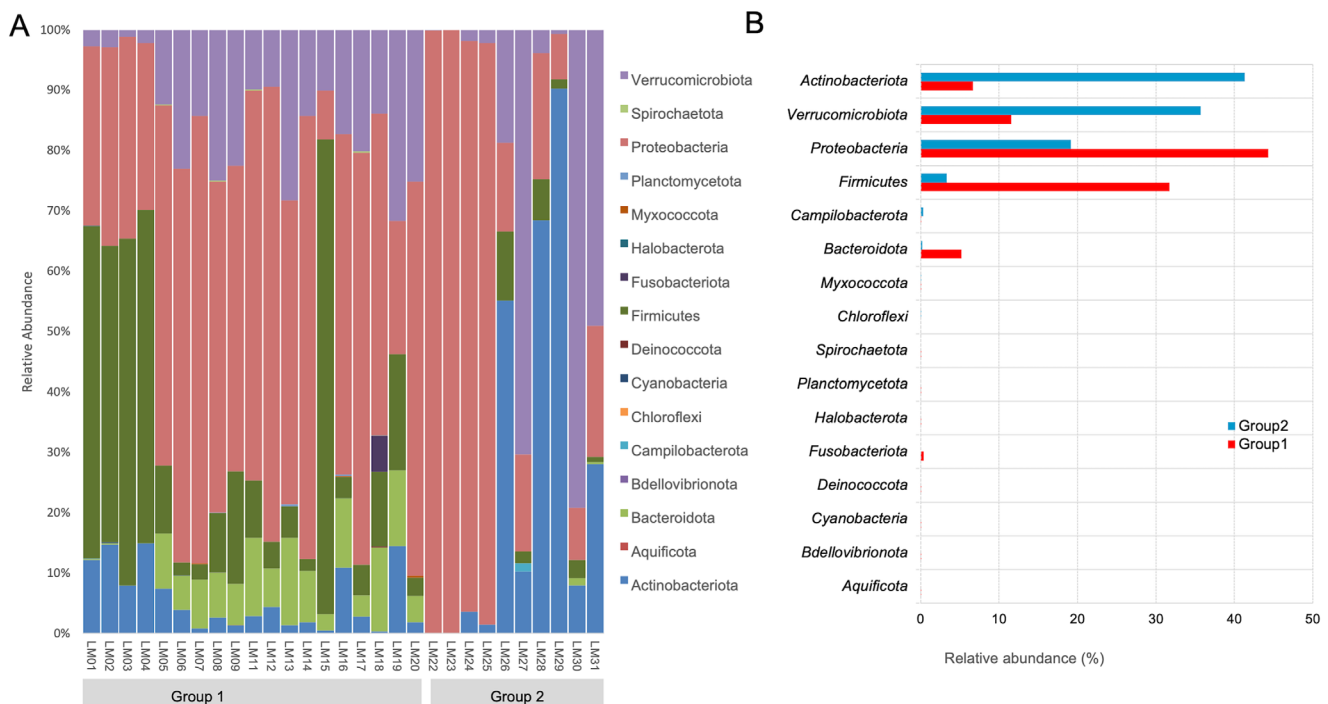 A
100%
90%
80%
70%
60%
50%
40%
30%
20%
10%
0%
Relative Abundance
LM01
LM02
LM03
LM04
LM05
LM06
LM07
LM08
LM09
LM11
LM12
LM13
LM14
LM15
LM16
LM17
LM18
LM19
LM20
LM22
LM23
LM24
LM25
LM26
LM27
LM28
LM29
LM30
LM31
Group 1
Group 2
Verrucomicrobiota
Spirochaetota
Proteobacteria
Planctomycetota
Myxococcota
Halobacterota
Fusobacteriota
Firmicutes
Deinococcota
Cyanobacteria
Chloroflexi
Campilobacterota
Bdellovibrionota
Bacteroidota
Aquificota
Actinobacteriota
B
Actinobacteriota
Verrucomicrobiota
Proteobacteria
Firmicutes
Campilobacterota
Bacteroidota
Myxococcota
Chloroflexi
Spirochaetota
Planctomycetota
Halobacterota
Fusobacteriota
Deinococcota
Cyanobacteria
Bdellovibrionota
Aquificota
Group2
Group1
0 10 20 30 40 50
Relative abundance (%)